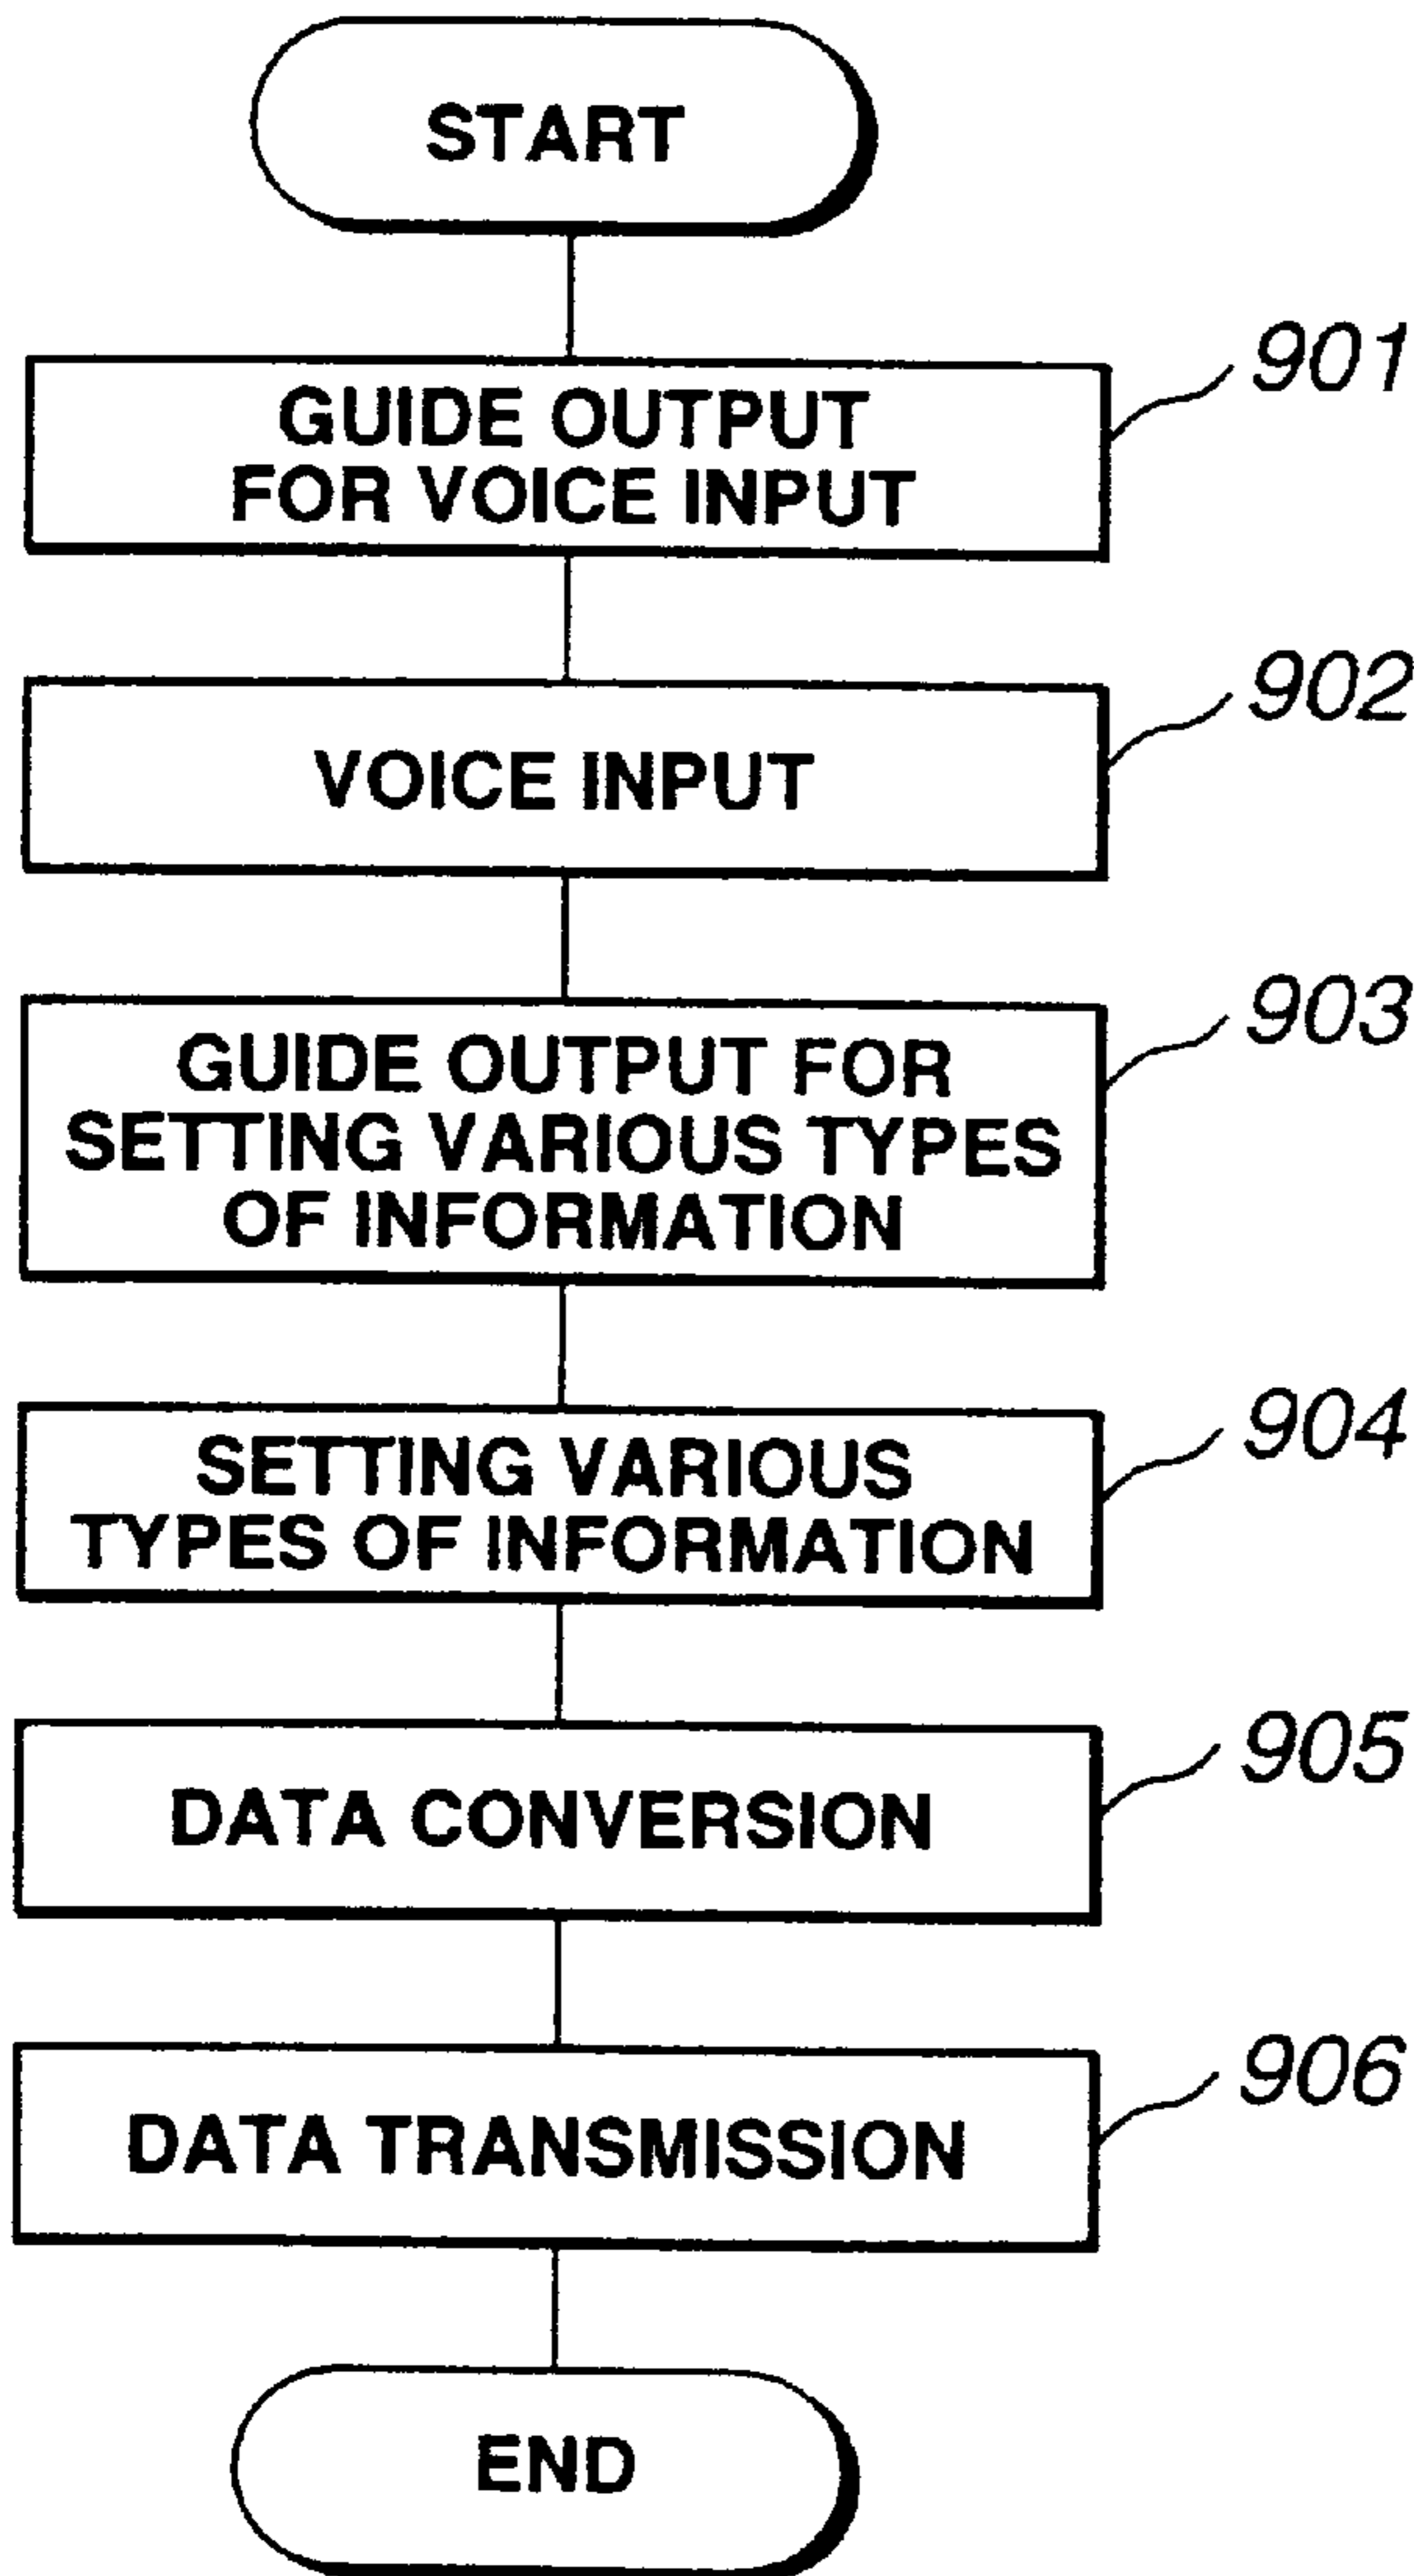 START
901
GUIDE OUTPUT
FOR VOICE INPUT
902
VOICE INPUT
903
GUIDE OUTPUT FOR
SETTING VARIOUS TYPES
OF INFORMATION
904
SETTING VARIOUS
TYPES OF INFORMATION
905
DATA CONVERSION
906
DATA TRANSMISSION
END